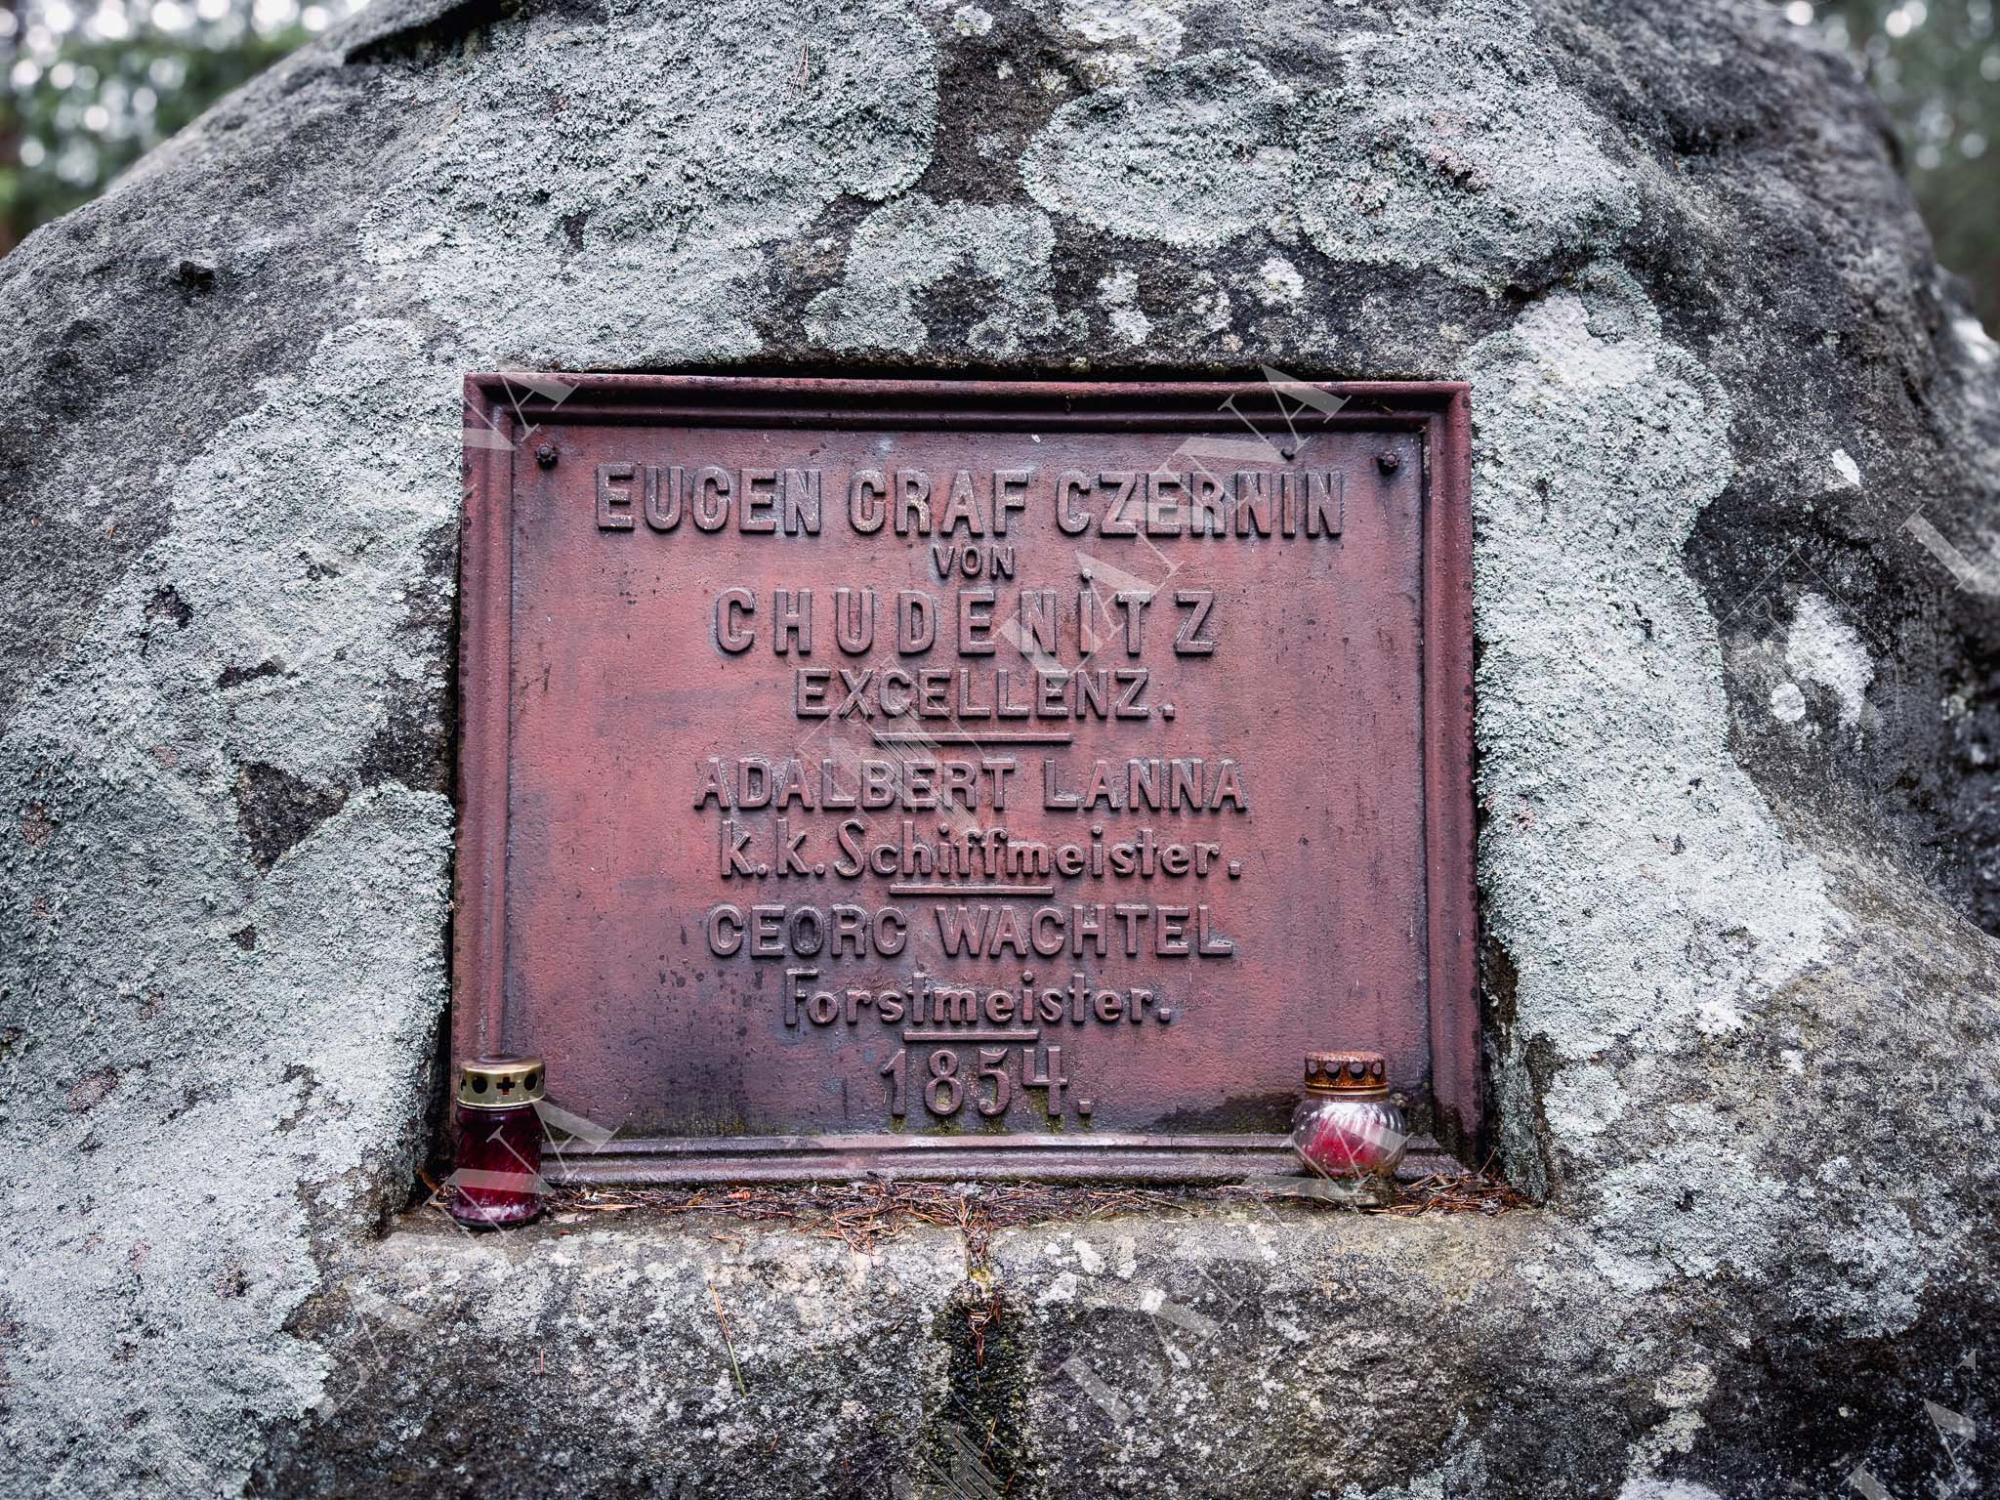 EUGEN GRAF CZERNIN
VON
CHUDENITZ
EXCELLENZ.
ADALBERT LANNA
k.k. Schiffmeister.
GEORG WACHTEL
Forstmeister.
1854.